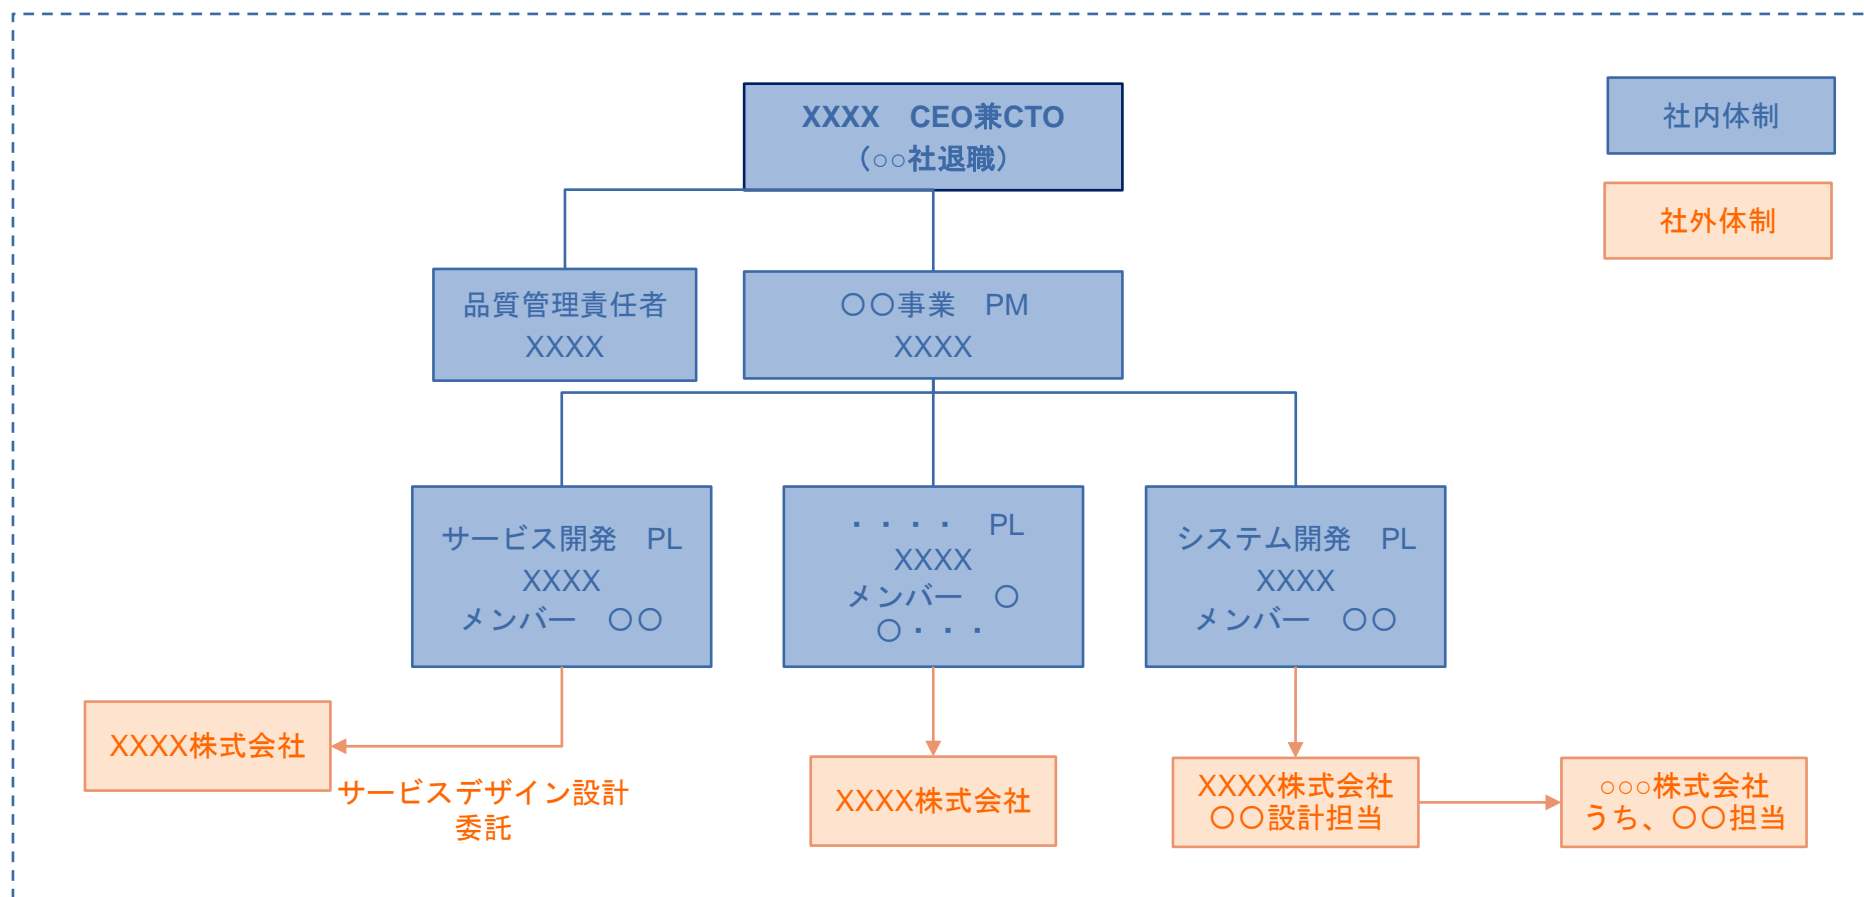 XXXX　CEO兼CTO
（○○社退職）
社内体制
社外体制
品質管理責任者
XXXX
〇〇事業　PM
XXXX
サービス開発　PL
XXXX
メンバー　〇〇
・・・・　PL
XXXX
メンバー　〇
〇・・・
システム開発　PL
XXXX
メンバー　〇〇
XXXX株式会社
サービスデザイン設計
委託
XXXX株式会社
XXXX株式会社
〇〇設計担当
○○○株式会社
うち、〇〇担当